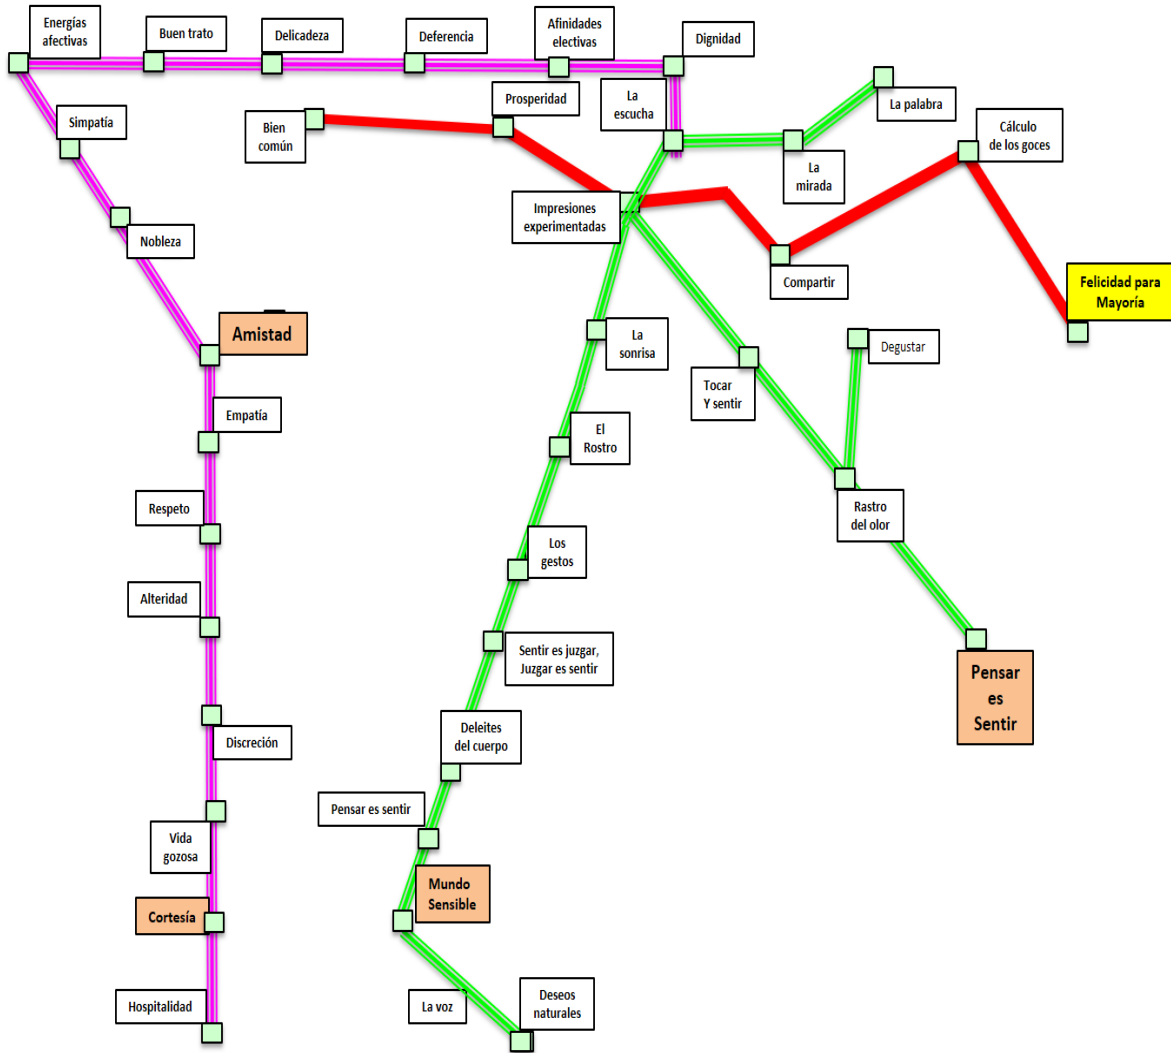 Energías
afectivas
Buen trato
Delicadeza
Deferencia
Afinidades
electivas
Dignidad
La
escucha
La palabra
Simpatía
Bien
común
Prosperidad
La
mirada
Cálculo
de los goces
Nobleza
Impresiones
experimentadas
Compartir
Felicidad para
Mayoría
Amistad
La
sonrisa
Degustar
Tocar
Y sentir
Empatía
El
Rostro
Respeto
Rastro
del olor
Los
gestos
Alteridad
Sentir es juzgar,
Juzgar es sentir
Pensar
es
Sentir
Discreción
Deleites
del cuerpo
Pensar es sentir
Vida
gozosa
Mundo
Sensible
Cortesía
Hospitalidad
La voz
Deseos
naturales